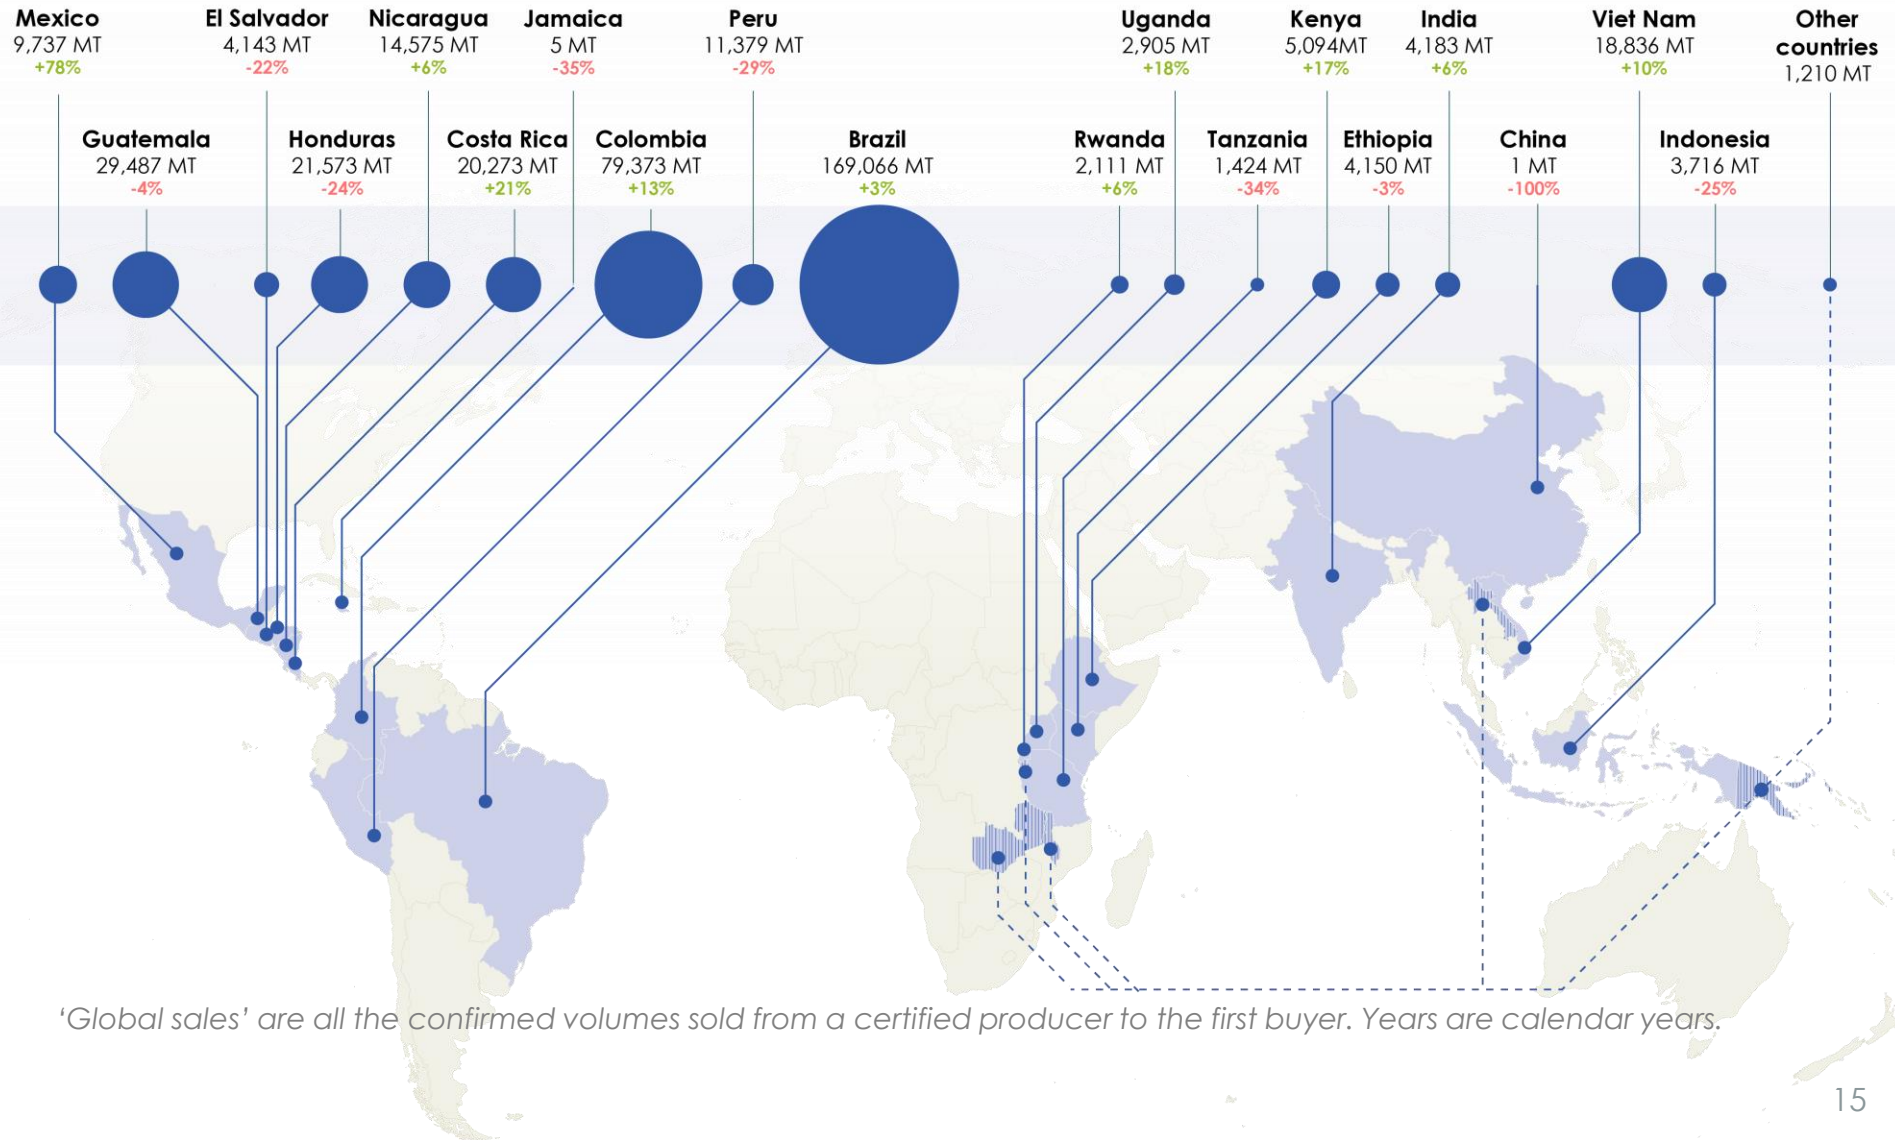 Mexico
9,737 MT
+78%
El Salvador
4,143 MT
-22%
Nicaragua
14,575 MT
+6%
Jamaica
5 MT
-35%
Peru
11,379 MT
-29%
Uganda
2,905 MT
+18%
Kenya
5,094MT
+17%
India
4,183 MT
+6%
Viet Nam
18,836 MT
+10%
Other
countries
1,210 MT
Guatemala
29,487 MT
-4%
Honduras
21,573 MT
-24%
Costa Rica
20,273 MT
+21%
Colombia
79,373 MT
+13%
Brazil
169,066 MT
+3%
Rwanda
2,111 MT
+6%
Tanzania
1,424 MT
-34%
Ethiopia
4,150 MT
-3%
China
1 MT
-100%
Indonesia
3,716 MT
-25%
‘Global sales’ are all the confirmed volumes sold from a certified producer to the first buyer. Years are calendar years.
15